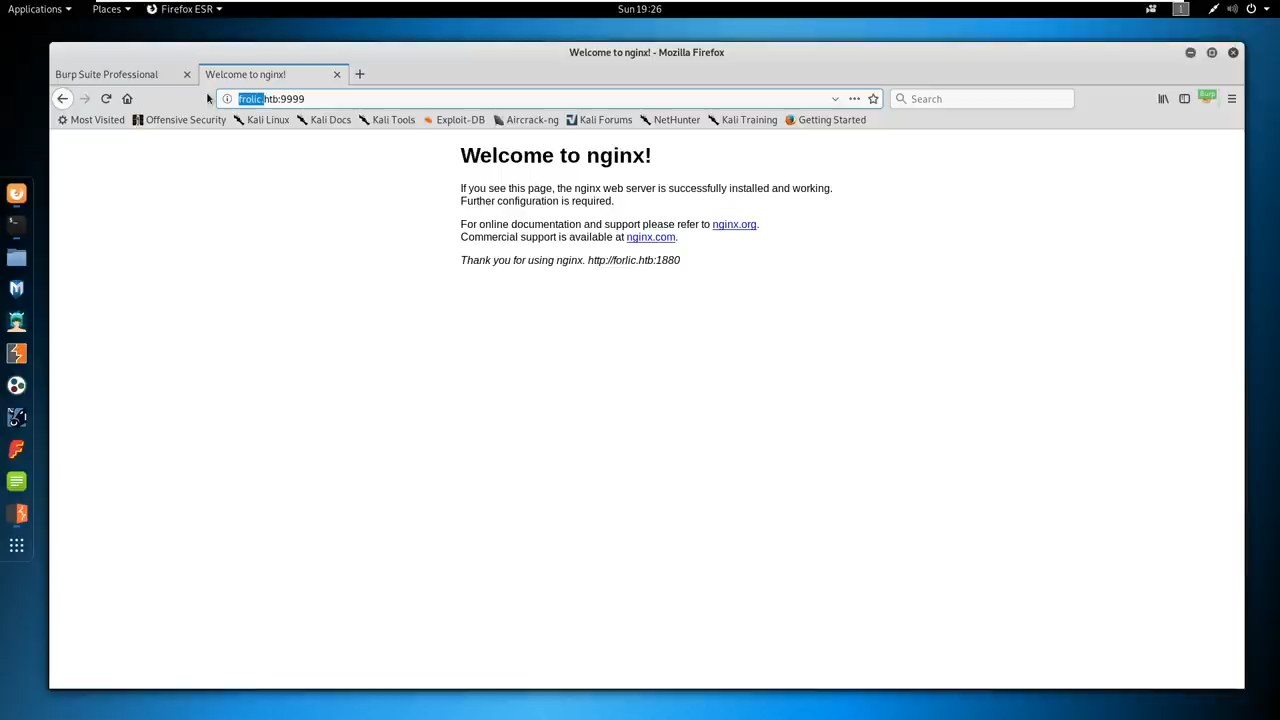 Applications Places Firefox ESR Sun 19:26 1
Welcome to nginx! - Mozilla Firefox
Burp Suite Professional Welcome to nginx!
frolic.htb:9999 Search Burp
Most Visited Offensive Security Kali Linux Kali Docs Kali Tools Exploit-DB Aircrack-ng Kali Forums NetHunter Kali Training Getting Started
Welcome to nginx!
If you see this page, the nginx web server is successfully installed and working.
Further configuration is required.
For online documentation and support please refer to nginx.org.
Commercial support is available at nginx.com.
Thank you for using nginx. http://forlic.htb:1880